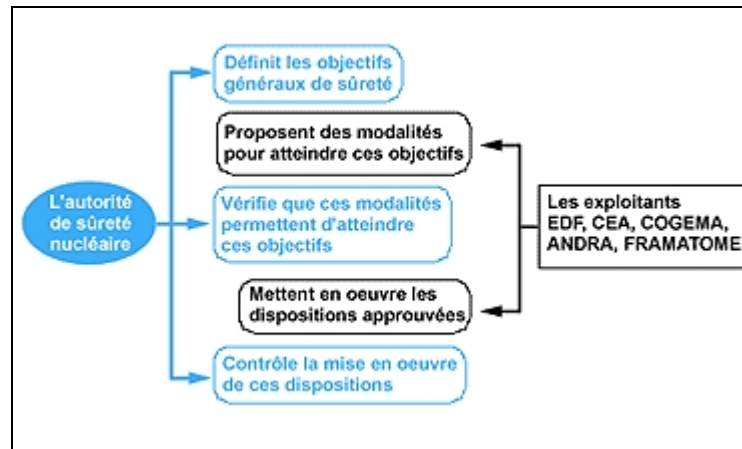 Définit les objectifs
généraux de sûreté
Proposent des modalités
pour atteindre ces objectifs
L'autorité
de sûreté
nucléaire
Vérifie que ces modalités
permettent d'atteindre
ces objectifs
Les exploitants
EDF, CEA, COGEMA,
ANDRA, FRAMATOME
Mettent en oeuvre les
dispositions approuvées
Contrôle la mise en oeuvre
de ces dispositions